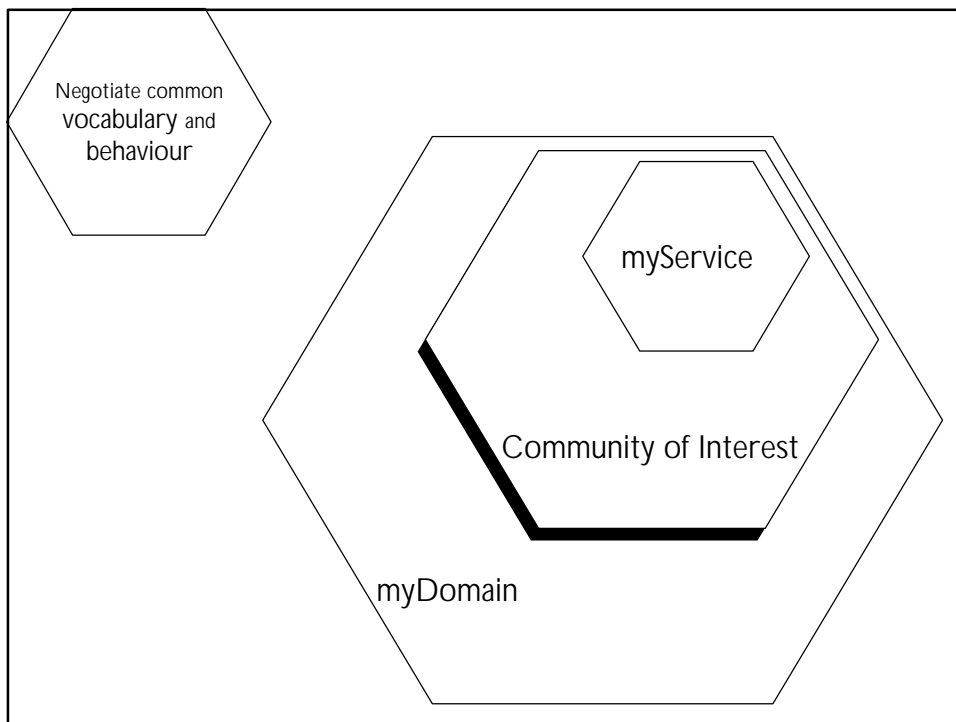 Negotiate common
vocabulary and
behaviour
myService
Community of Interest
myDomain